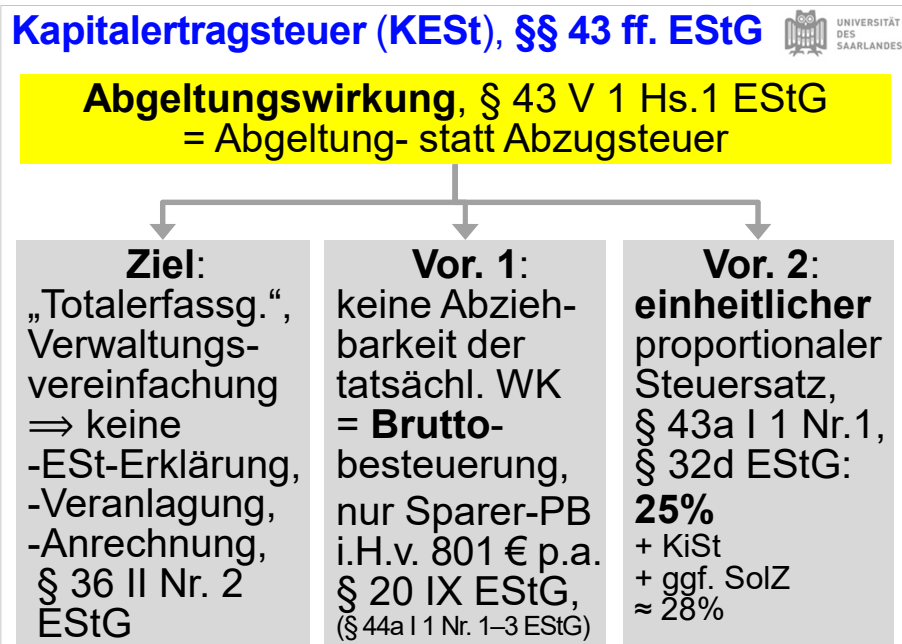 Kapitalertragsteuer (KESt), §§ 43 ff. EStG
UNIVERSITÄT
DES
SAARLANDES
Abgeltungswirkung, § 43 V 1 Hs.1 EStG
= Abgeltung- statt Abzugsteuer
Ziel:
„Totalerfassg.“,
Verwaltungs-
vereinfachung
⟹ keine
-ESt-Erklärung,
-Veranlagung,
-Anrechnung,
§ 36 II Nr. 2
EStG
Vor. 1:
keine Abzieh-
barkeit der
tatsächl. WK
= Brutto-
besteuerung,
nur Sparer-PB
i.H.v. 801 € p.a.
§ 20 IX EStG,
(§ 44a I 1 Nr. 1–3 EStG)
Vor. 2:
einheitlicher
proportionaler
Steuersatz,
§ 43a I 1 Nr.1,
§ 32d EStG:
25%
+ KiSt
+ ggf. SolZ
≈ 28%